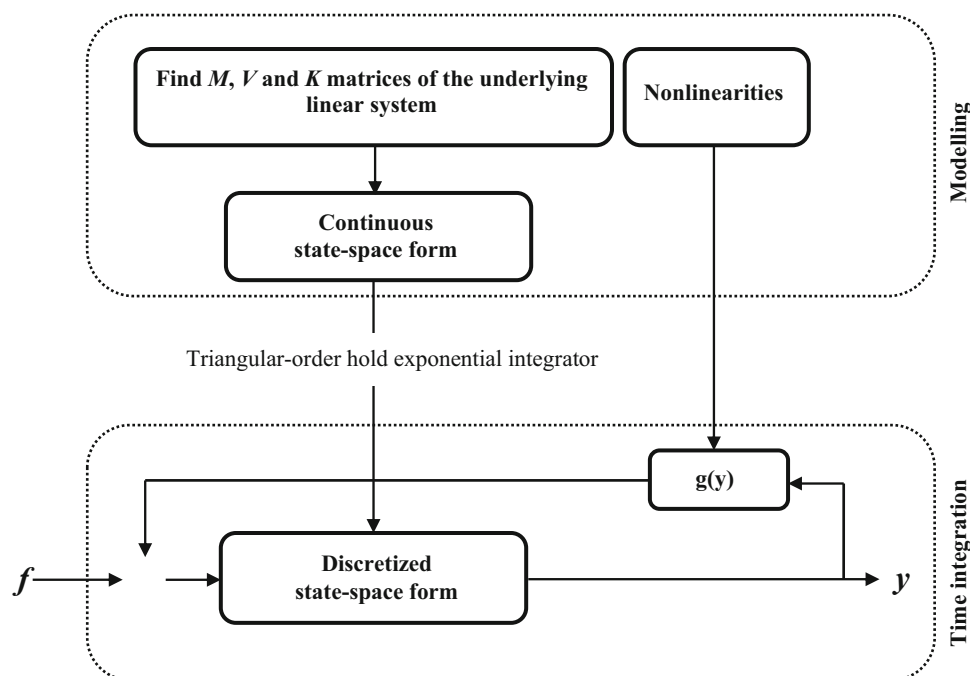 Find M, V and K matrices of the underlying
linear system
Nonlinearities
Modelling
Continuous
state-space form
Triangular-order hold exponential integrator
g(y)
f
Discretized
state-space form
y
Time integration